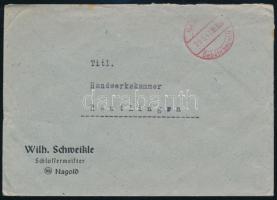 Titl.
Handwerkskammer
Reutlingen
Wilh. Schweikle
Schlossermeister
Nagold